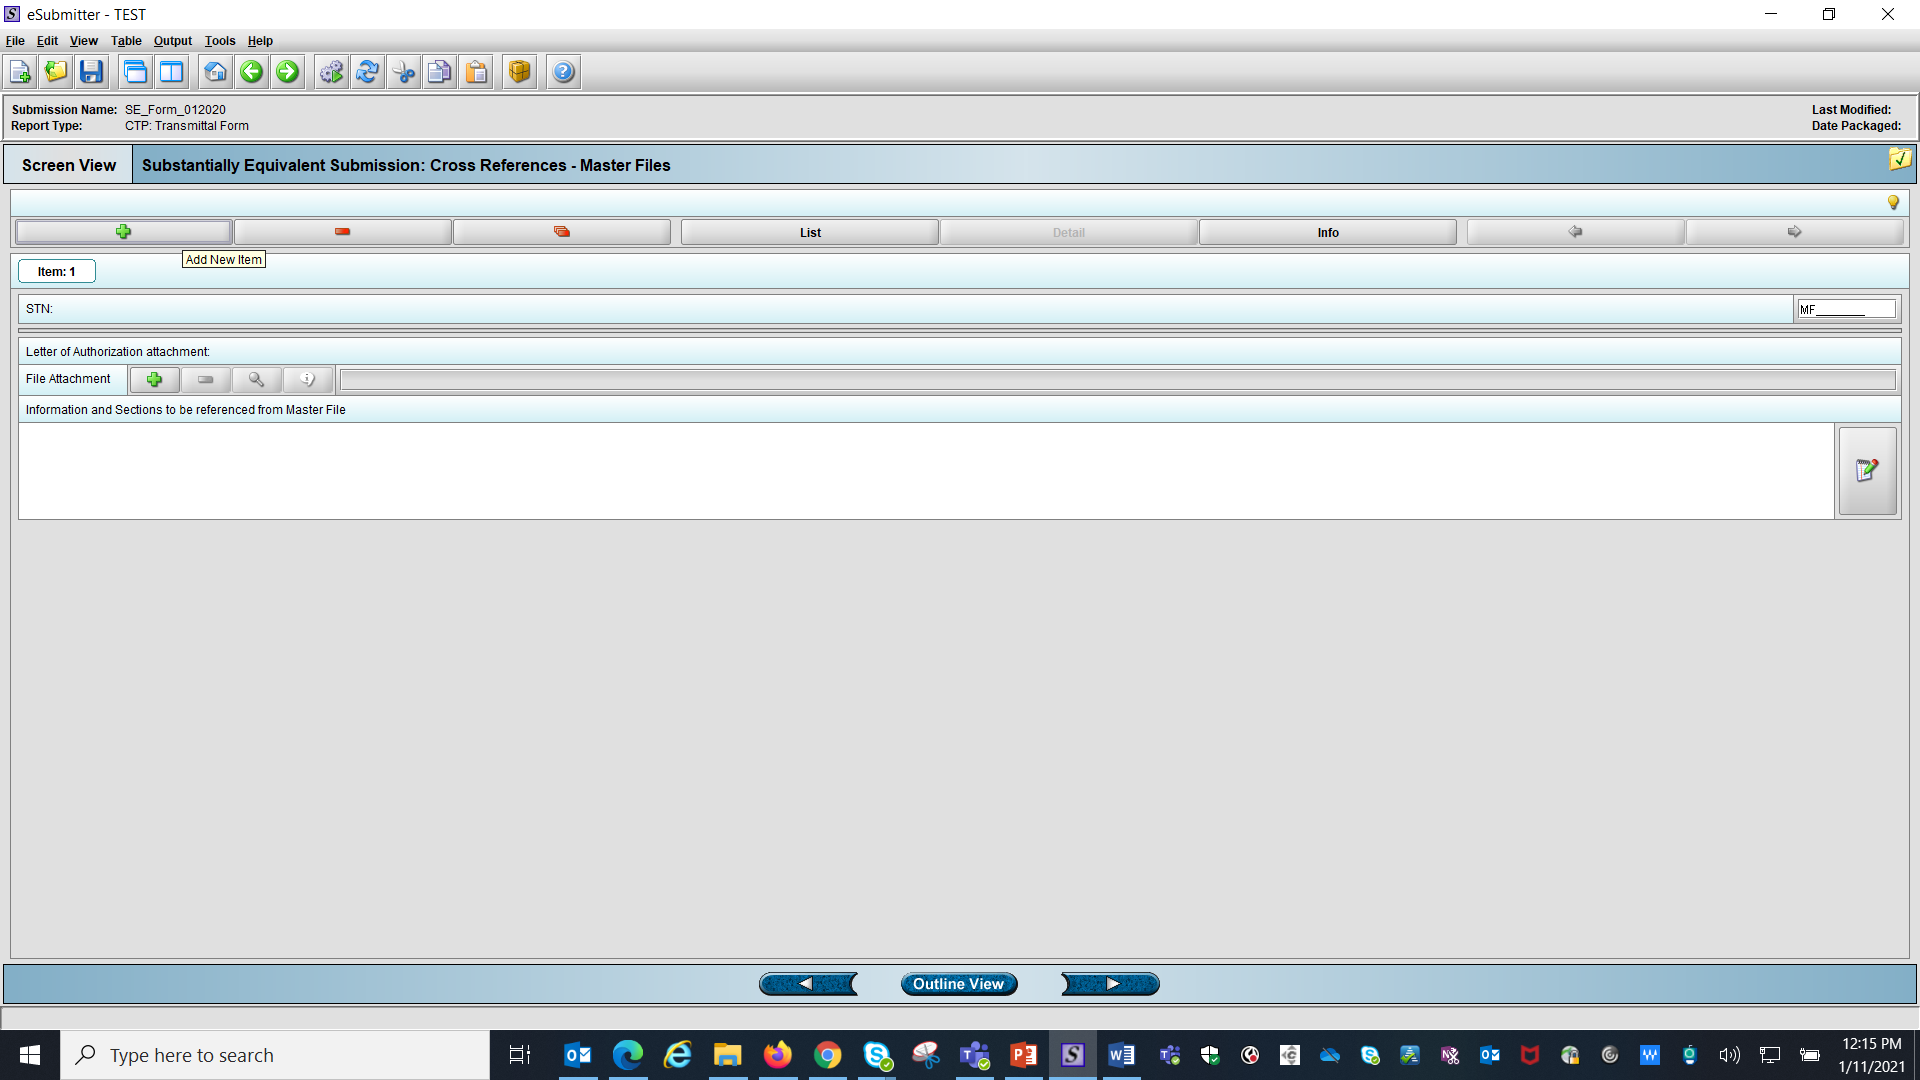 eSubmitter - TEST
File Edit View Table Output Tools Help
Submission Name: SE_Form_012020
Last Modified:
Report Type: CTP: Transmittal Form
Date Packaged:
Screen View
Substantially Equivalent Submission: Cross References - Master Files
List
Detail
Info
Add New Item
Item: 1
STN:
MF________
Letter of Authorization attachment:
File Attachment
Information and Sections to be referenced from Master File
Outline View
Type here to search
12:15 PM
1/11/2021